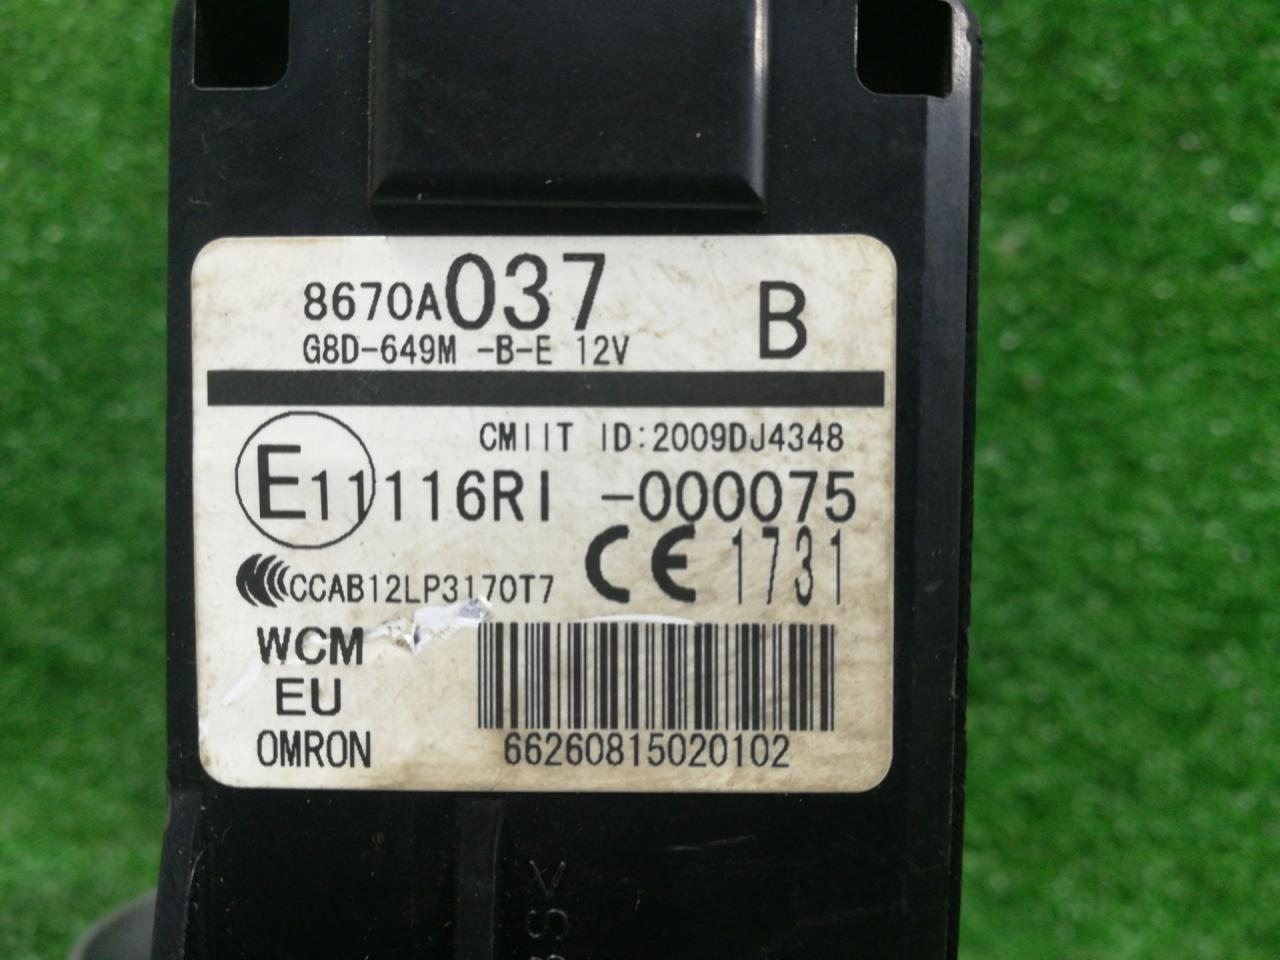 8670A037 B
G8D-649M -B-E 12V
CMIIT ID:2009DJ4348
E11 116RI -000075
CCAB12LP3170T7 CE 1731
WCM
EU
OMRON
66260815020102